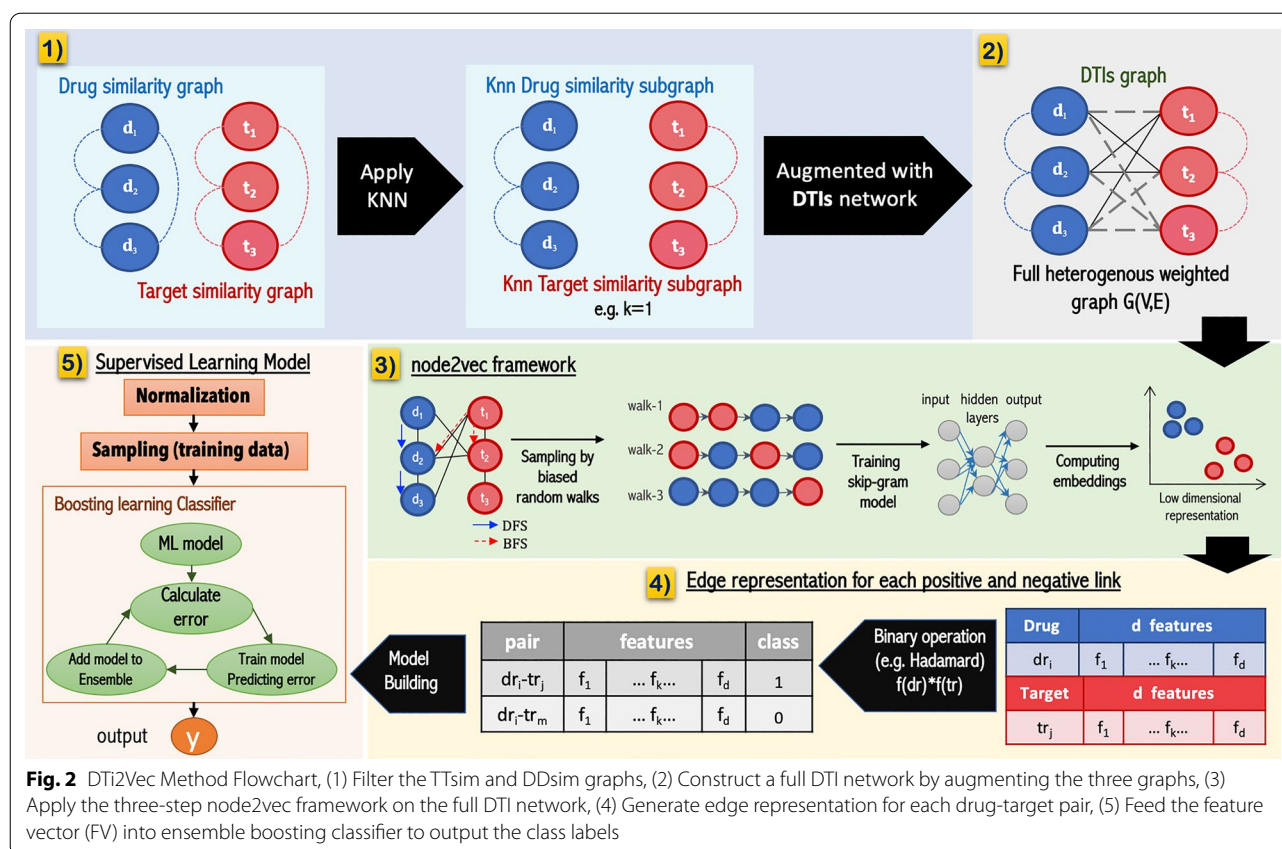 1)
Drug similarity graph
d₁
d₂
d₃
t₁
t₂
t₃
Target similarity graph
Apply
KNN
Knn Drug similarity subgraph
d₁
d₂
d₃
t₁
t₂
t₃
Knn Target similarity subgraph
e.g. k=1
Augmented with
DTIs network
2)
DTIs graph
d₁
d₂
d₃
t₁
t₂
t₃
Full heterogenous weighted
graph G(V,E)
3)
node2vec framework
d₁
d₂
d₃
t₁
t₂
t₃
DFS
BFS
Sampling by
biased
random walks
walk-1
walk-2
walk-3
Training
skip-gram
model
input hidden output
layers
Computing
embeddings
Low dimensional
representation
4)
Edge representation for each positive and negative link
Drug d features
drᵢ f₁ ... fₖ... f_d
Target d features
trⱼ f₁ ... fₖ... f_d
Binary operation
(e.g. Hadamard)
f(dr)*f(tr)
pair features class
drᵢ-trⱼ f₁ ... fₖ... f_d 1
drᵢ-trₘ f₁ ... fₖ... f_d 0
Model
Building
5)
Supervised Learning Model
Normalization
Sampling (training data)
Boosting learning Classifier
ML model
Calculate
error
Add model to
Ensemble
Train model
Predicting error
output y
Fig. 2 DTi2Vec Method Flowchart, (1) Filter the TTsim and DDsim graphs, (2) Construct a full DTI network by augmenting the three graphs, (3)
Apply the three-step node2vec framework on the full DTI network, (4) Generate edge representation for each drug-target pair, (5) Feed the feature
vector (FV) into ensemble boosting classifier to output the class labels